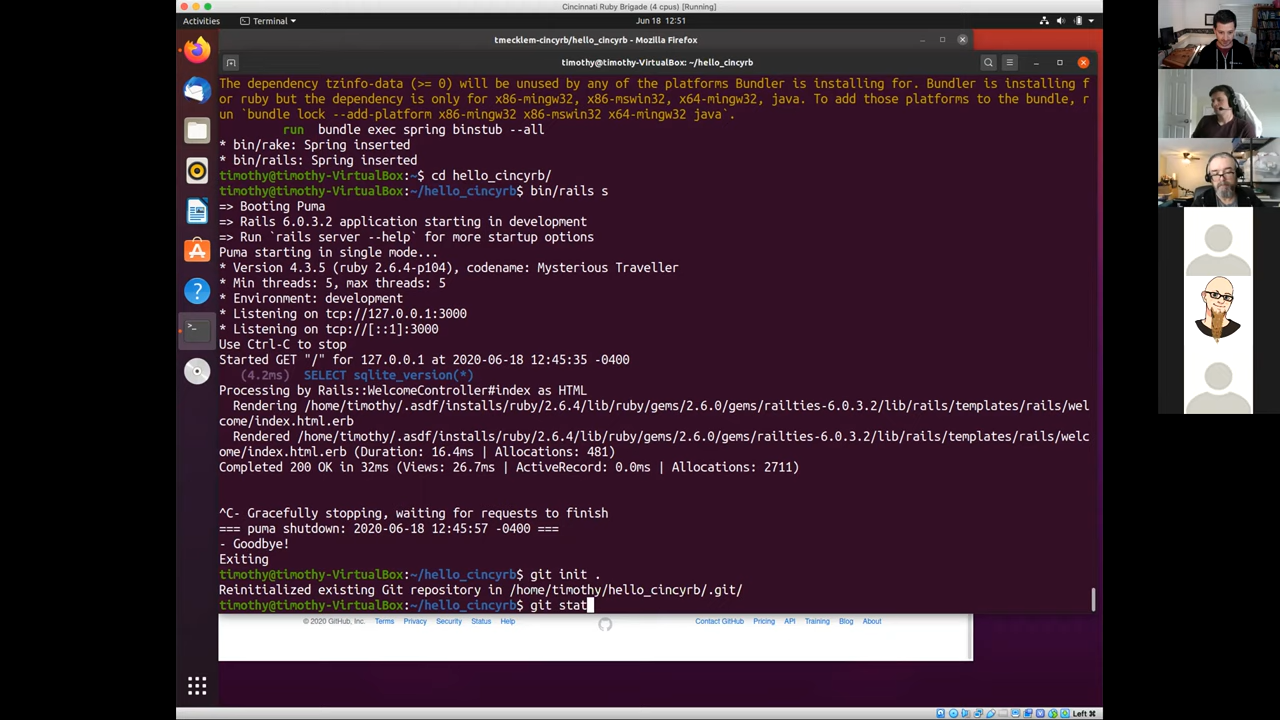 Cincinnati Ruby Brigade (4 cpus) [Running]
Activities
Terminal
Jun 18 12:51
tmecklem-cincyrb/hello_cincyrb - Mozilla Firefox
timothy@timothy-VirtualBox: ~/hello_cincyrb
The dependency tzinfo-data (>= 0) will be unused by any of the platforms Bundler is installing for. Bundler is installing f
or ruby but the dependency is only for x86-mingw32, x86-mswin32, x64-mingw32, java. To add those platforms to the bundle, r
un `bundle lock --add-platform x86-mingw32 x86-mswin32 x64-mingw32 java`.
run bundle exec spring binstub --all
* bin/rake: Spring inserted
* bin/rails: Spring inserted
timothy@timothy-VirtualBox:~$ cd hello_cincyrb/
timothy@timothy-VirtualBox:~/hello_cincyrb$ bin/rails s
=> Booting Puma
=> Rails 6.0.3.2 application starting in development
=> Run `rails server --help` for more startup options
Puma starting in single mode...
* Version 4.3.5 (ruby 2.6.4-p104), codename: Mysterious Traveller
* Min threads: 5, max threads: 5
* Environment: development
* Listening on tcp://127.0.0.1:3000
* Listening on tcp://[::1]:3000
Use Ctrl-C to stop
Started GET "/" for 127.0.0.1 at 2020-06-18 12:45:35 -0400
(4.2ms) SELECT sqlite_version(*)
Processing by Rails::WelcomeController#index as HTML
Rendering /home/timothy/.asdf/installs/ruby/2.6.4/lib/ruby/gems/2.6.0/gems/railties-6.0.3.2/lib/rails/templates/rails/wel
come/index.html.erb
Rendered /home/timothy/.asdf/installs/ruby/2.6.4/lib/ruby/gems/2.6.0/gems/railties-6.0.3.2/lib/rails/templates/rails/welc
ome/index.html.erb (Duration: 16.4ms | Allocations: 481)
Completed 200 OK in 32ms (Views: 26.7ms | ActiveRecord: 0.0ms | Allocations: 2711)
^C- Gracefully stopping, waiting for requests to finish
=== puma shutdown: 2020-06-18 12:45:57 -0400 ===
- Goodbye!
Exiting
timothy@timothy-VirtualBox:~/hello_cincyrb$ git init .
Reinitialized existing Git repository in /home/timothy/hello_cincyrb/.git/
timothy@timothy-VirtualBox:~/hello_cincyrb$ git stat
© 2020 GitHub, Inc. Terms Privacy Security Status Help Contact GitHub Pricing API Training Blog About
Left ⌘